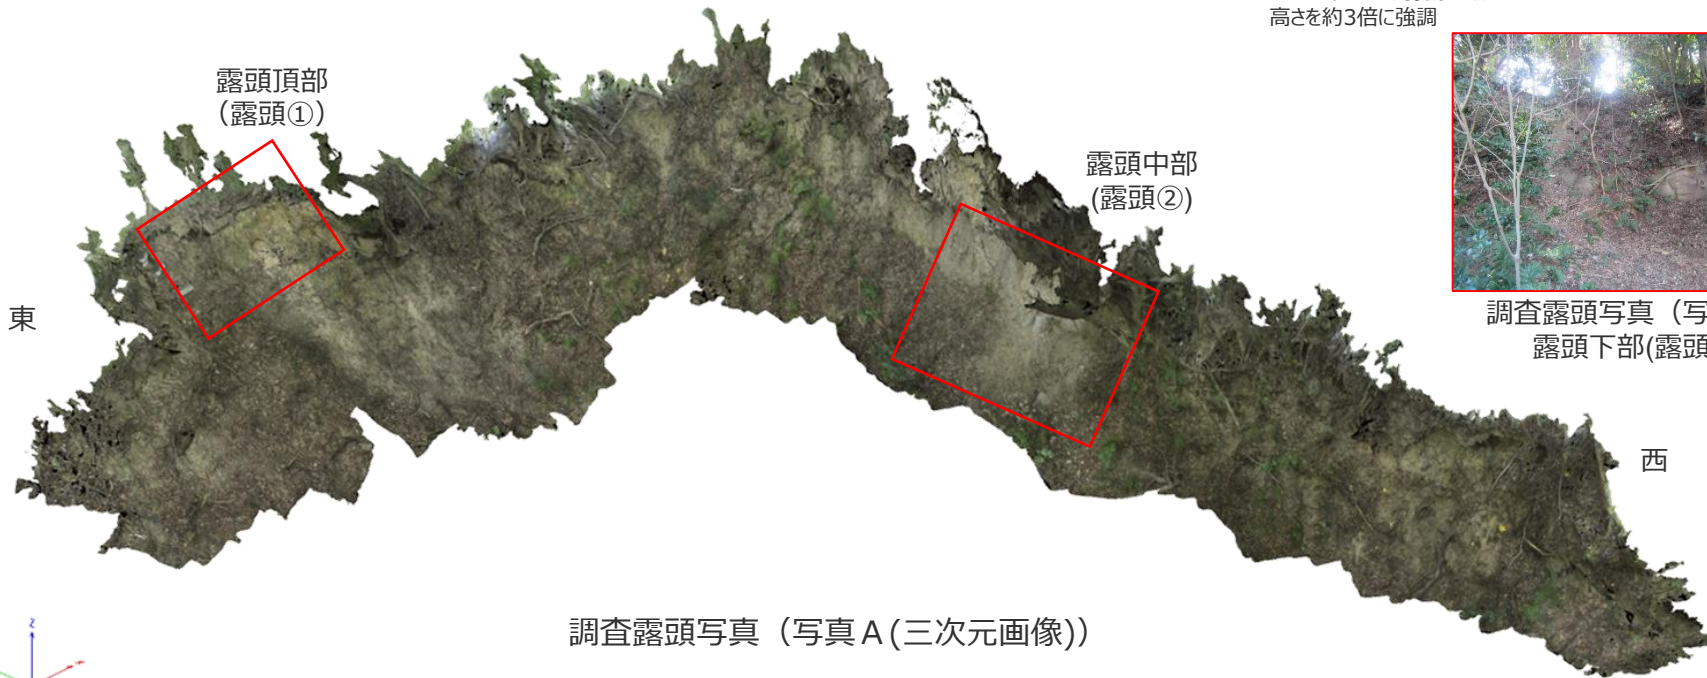 高さを約3倍に強調
露頭頂部
（露頭①）
露頭中部
(露頭②)
東
調査露頭写真（写
露頭下部(露頭
西
調査露頭写真（写真Ａ(三次元画像)）
z